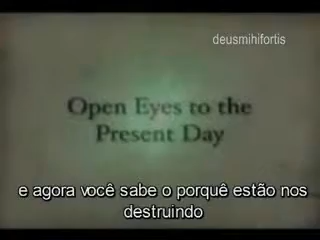 deusmihifortis
Open Eyes to the
Present Day
e agora você sabe o porquê estão nos
destruindo